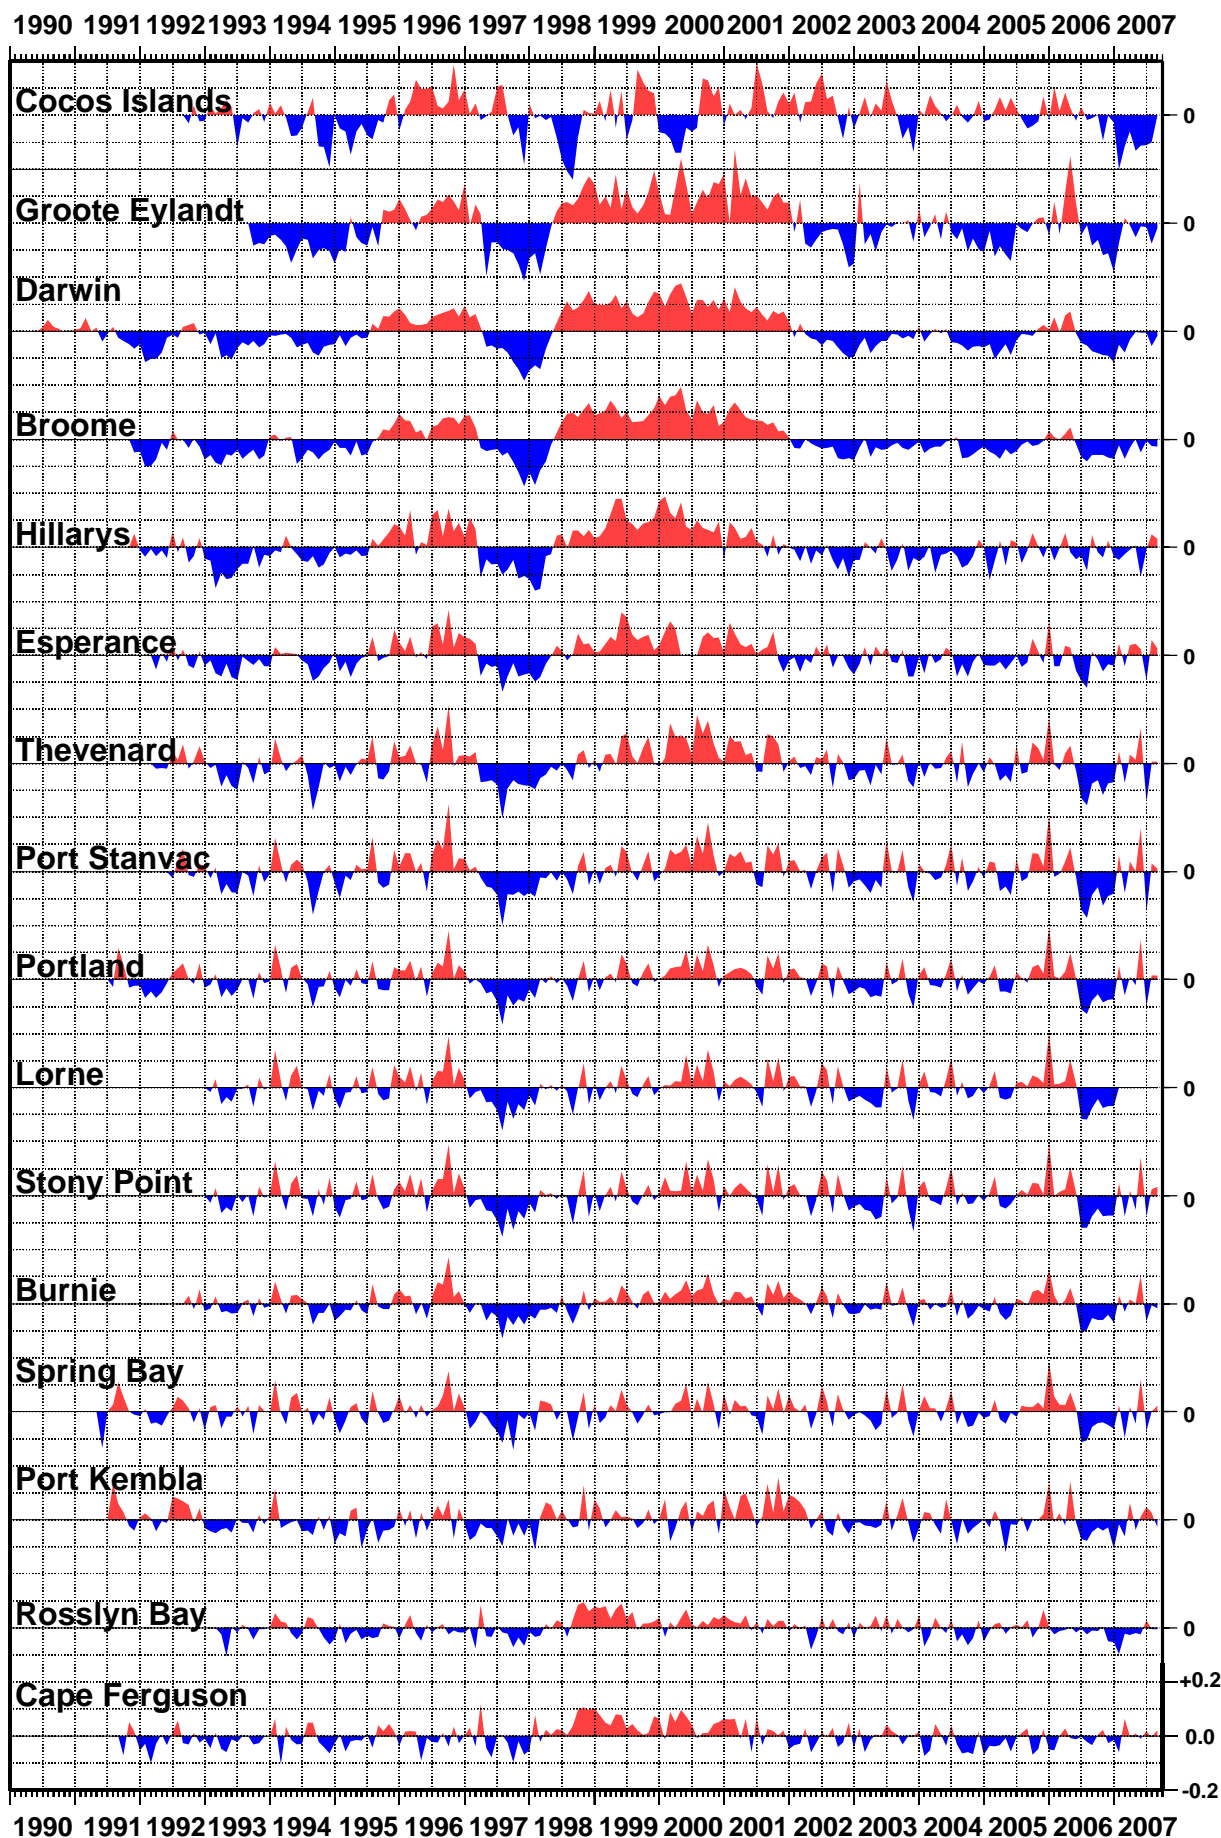 1990 1991 1992 1993 1994 1995 1996 1997 1998 1999 2000 2001 2002 2003 2004 2005 2006 2007
Cocos Islands 0
Groote Eylandt 0
Darwin 0
Broome 0
Hillarys 0
Esperance 0
Thevenard 0
Port Stanvac 0
Portland 0
Lorne 0
Stony Point 0
Burnie 0
Spring Bay 0
Port Kembla 0
Rosslyn Bay 0
+0.2
Cape Ferguson
0.0
-0.2
1990 1991 1992 1993 1994 1995 1996 1997 1998 1999 2000 2001 2002 2003 2004 2005 2006 2007